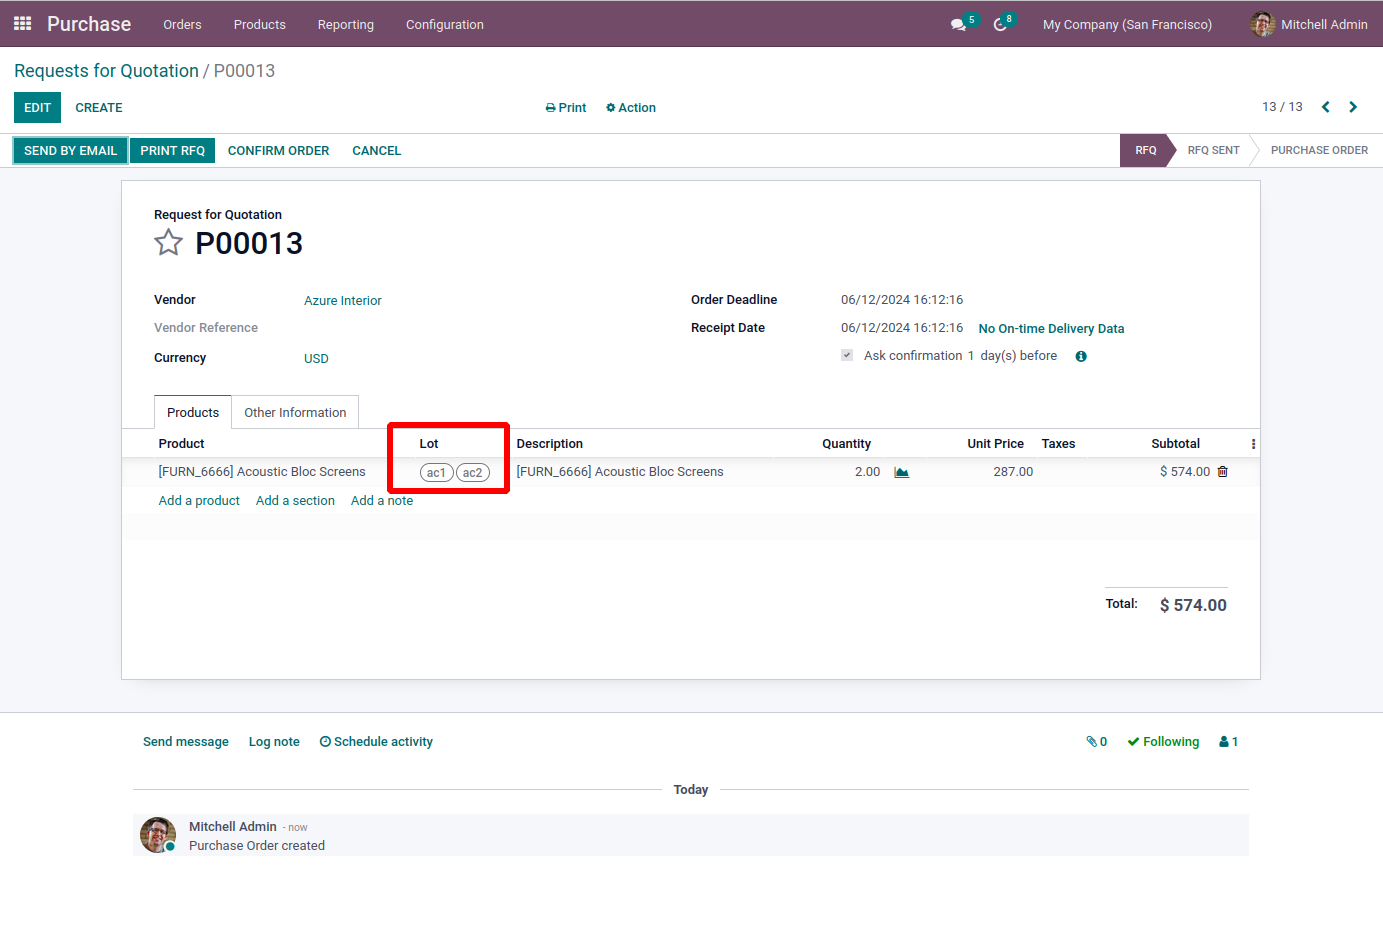 Purchase Orders Products Reporting Configuration 5 8 My Company (San Francisco) Mitchell Admin
Requests for Quotation / P00013
EDIT CREATE Print Action 13 / 13
SEND BY EMAIL PRINT RFQ CONFIRM ORDER CANCEL RFQ RFQ SENT PURCHASE ORDER
Request for Quotation
P00013
Vendor Azure Interior Order Deadline 06/12/2024 16:12:16
Vendor Reference Receipt Date 06/12/2024 16:12:16 No On-time Delivery Data
Currency USD Ask confirmation 1 day(s) before
Products Other Information
Product Lot Description Quantity Unit Price Taxes Subtotal
[FURN_6666] Acoustic Bloc Screens ac1 ac2 [FURN_6666] Acoustic Bloc Screens 2.00 287.00 $ 574.00
Add a product Add a section Add a note
Total: $ 574.00
Send message Log note Schedule activity 0 Following 1
Today
Mitchell Admin - now
Purchase Order created